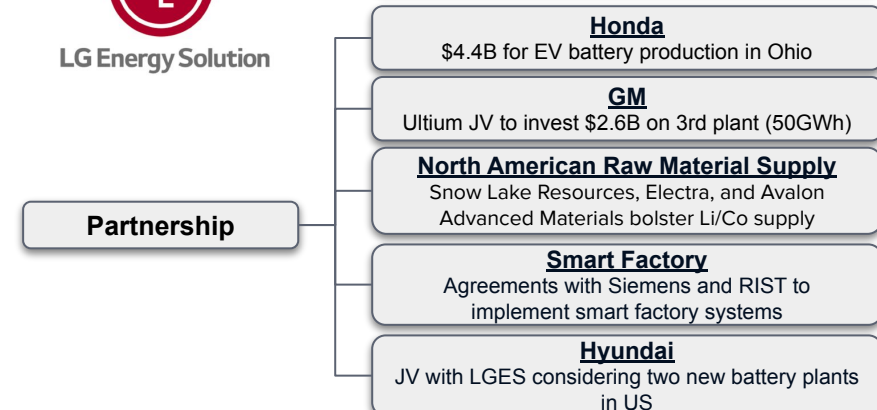 L
LG Energy Solution
Partnership
Honda
$4.4B for EV battery production in Ohio
GM
Ultium JV to invest $2.6B on 3rd plant (50GWh)
North American Raw Material Supply
Snow Lake Resources, Electra, and Avalon
Advanced Materials bolster Li/Co supply
Smart Factory
Agreements with Siemens and RIST to
implement smart factory systems
Hyundai
JV with LGES considering two new battery plants
in US